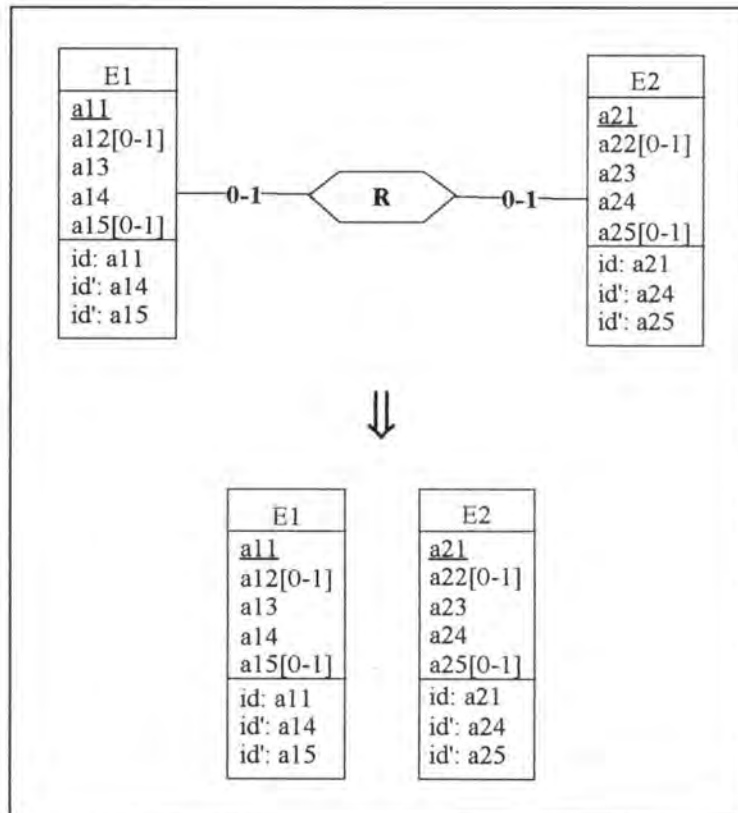 E1
a11
a12[0-1]
a13
a14
a15[0-1]
id: a11
id': a14
id': a15
0-1
R
0-1
E2
a21
a22[0-1]
a23
a24
a25[0-1]
id: a21
id': a24
id': a25
⇓
E1
a11
a12[0-1]
a13
a14
a15[0-1]
id: a11
id': a14
id': a15
E2
a21
a22[0-1]
a23
a24
a25[0-1]
id: a21
id': a24
id': a25